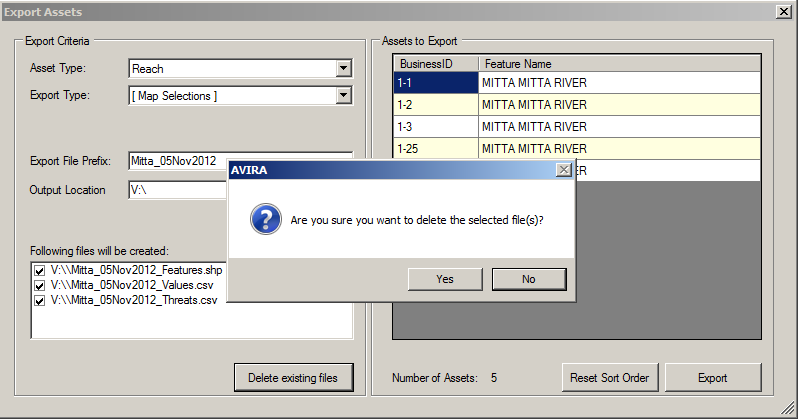 Export Assets
Export Criteria
Asset Type:
Reach
Export Type:
[ Map Selections ]
Export File Prefix:
Mitta_05Nov2012
Output Location
V:\
Following files will be created:
V:\\Mitta_05Nov2012_Features.shp
V:\\Mitta_05Nov2012_Values.csv
V:\\Mitta_05Nov2012_Threats.csv
Delete existing files
Assets to Export
BusinessID Feature Name
1-1 MITTA MITTA RIVER
1-2 MITTA MITTA RIVER
1-3 MITTA MITTA RIVER
1-25 MITTA MITTA RIVER
ER
AVIRA
Are you sure you want to delete the selected file(s)?
Yes
No
Number of Assets: 5
Reset Sort Order
Export